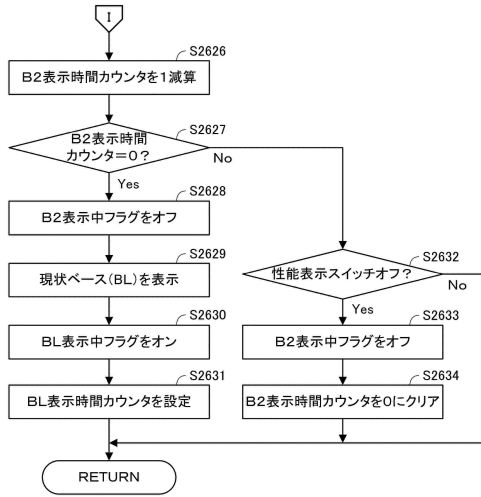 I
S2626
B2表示時間カウンタを1減算
S2627
B2表示時間
カウンタ=0?
No
Yes
S2628
B2表示中フラグをオフ
S2629
現状ベース(BL)を表示
S2630
BL表示中フラグをオン
S2631
BL表示時間カウンタを設定
S2632
性能表示スイッチオフ?
No
Yes
S2633
B2表示中フラグをオフ
S2634
B2表示時間カウンタを0にクリア
RETURN